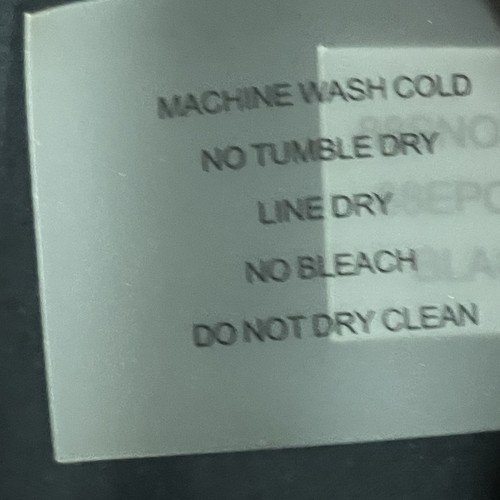 MACHINE WASH COLD
NO TUMBLE DRY
LINE DRY
NO BLEACH
DO NOT DRY CLEAN